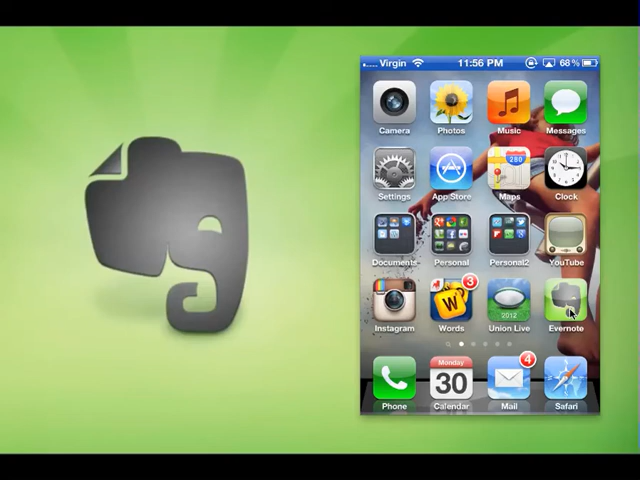 Virgin 11:56 PM 68%
Camera Photos Music Messages
280
Settings App Store Maps Clock
Documents Personal Personal2 YouTube
3
W
2012
Instagram Words Union Live Evernote
4
Monday
30
Phone Calendar Mail Safari